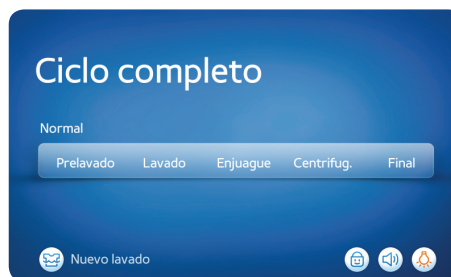 Ciclo completo
Normal
Prelavado Lavado Enjuague Centrifug. Final
Nuevo lavado